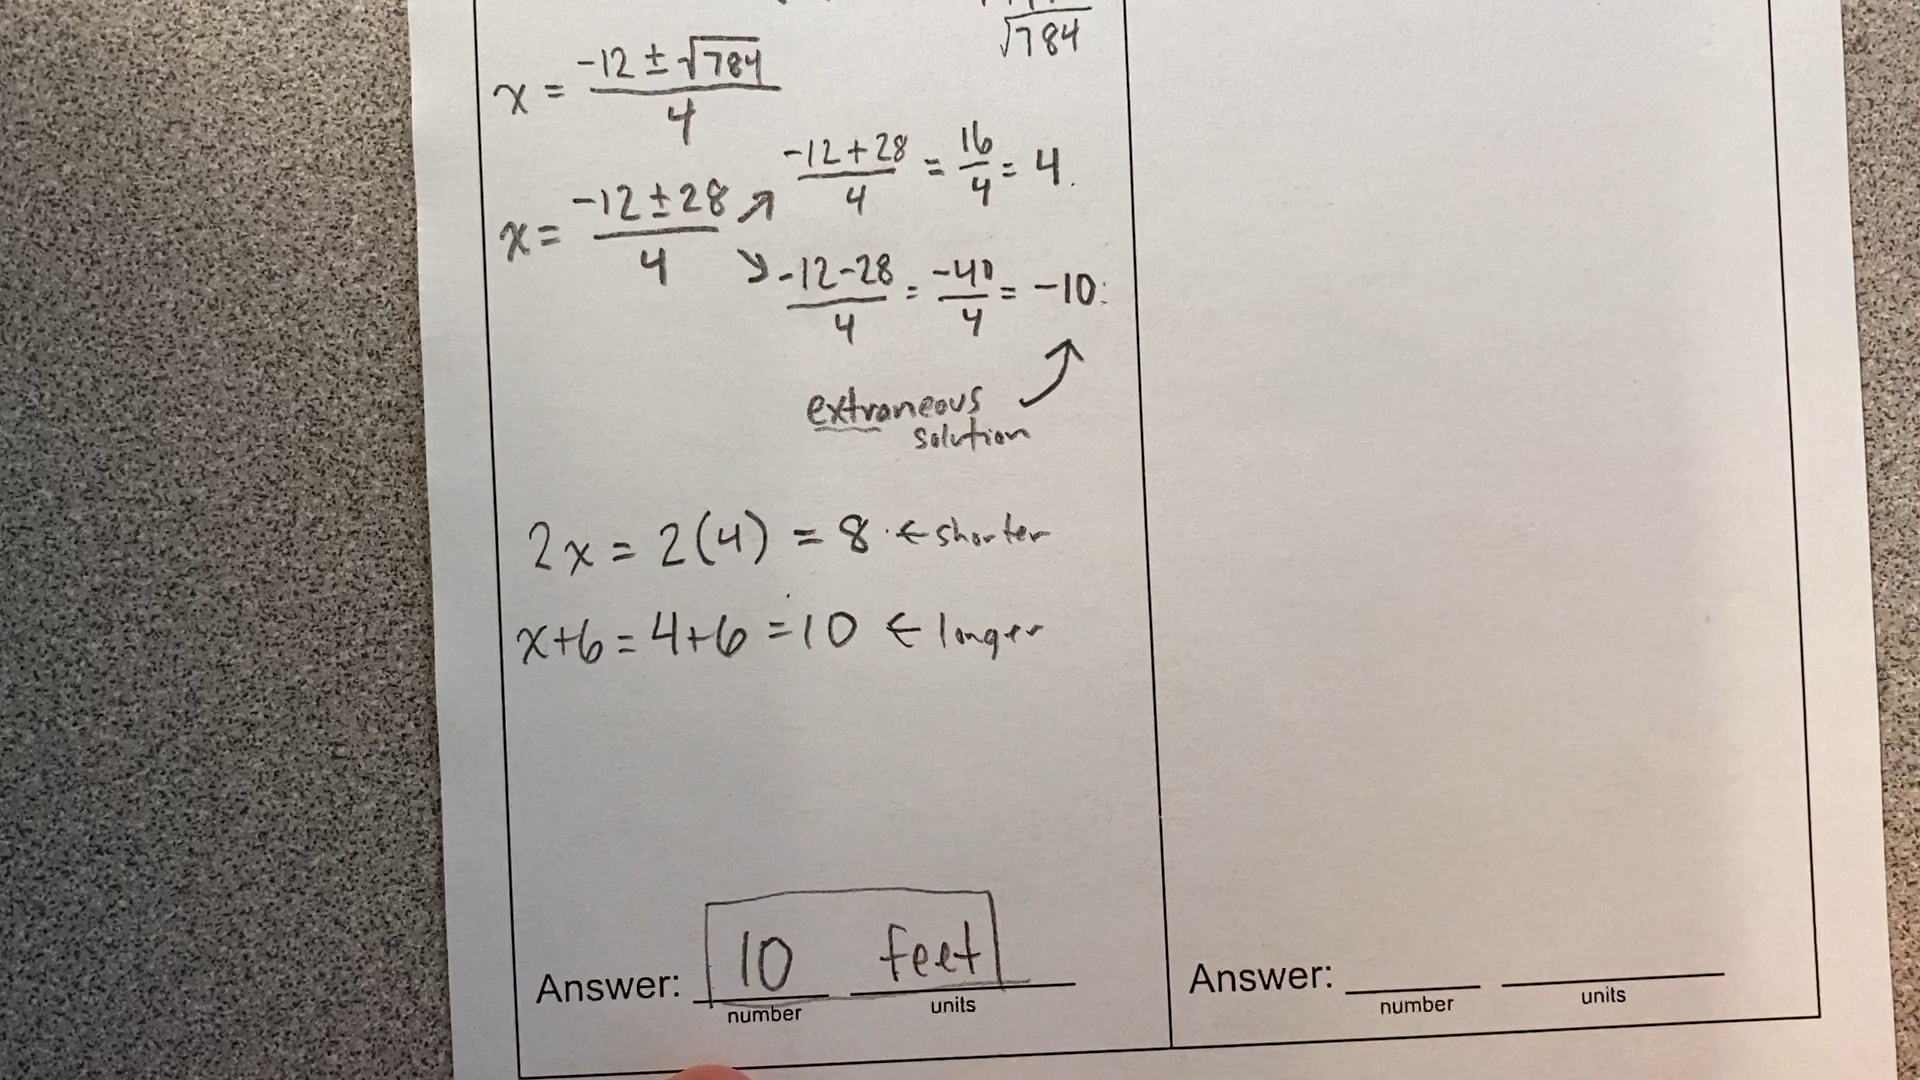 √784
x = (-12 ± √784)/4
x = (-12 ± 28)/4
↗ (-12 + 28)/4 = 16/4 = 4.
↘ (-12 - 28)/4 = -40/4 = -10
extraneous
solution
2x = 2(4) = 8 ← shorter
x+6 = 4+6 = 10 ← longer
Answer: 10 feet
number units
Answer:
number units